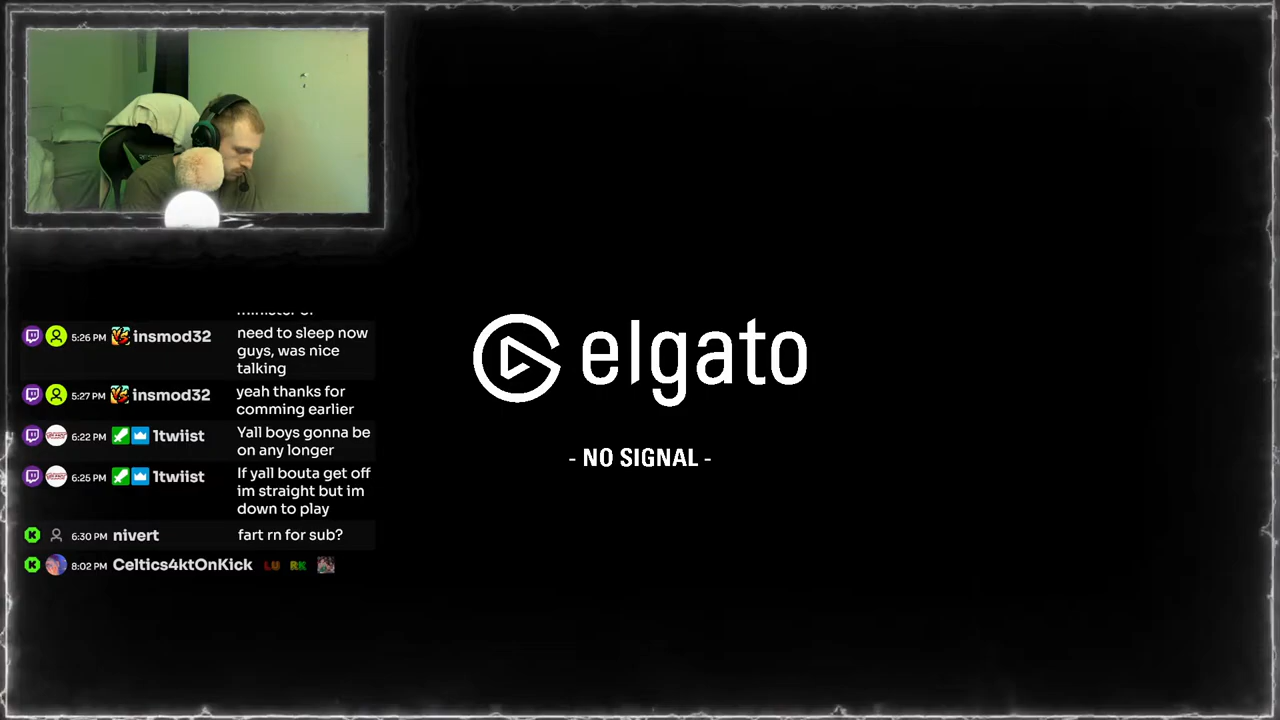 5:26 PM insmod32 need to sleep now
guys, was nice
talking
5:27 PM insmod32 yeah thanks for
comming earlier
6:22 PM 1twiist Yall boys gonna be
on any longer
6:25 PM 1twiist If yall bouta get off
im straight but im
down to play
6:30 PM nivert fart rn for sub?
8:02 PM Celtics4ktOnKick LU RK
elgato
- NO SIGNAL -